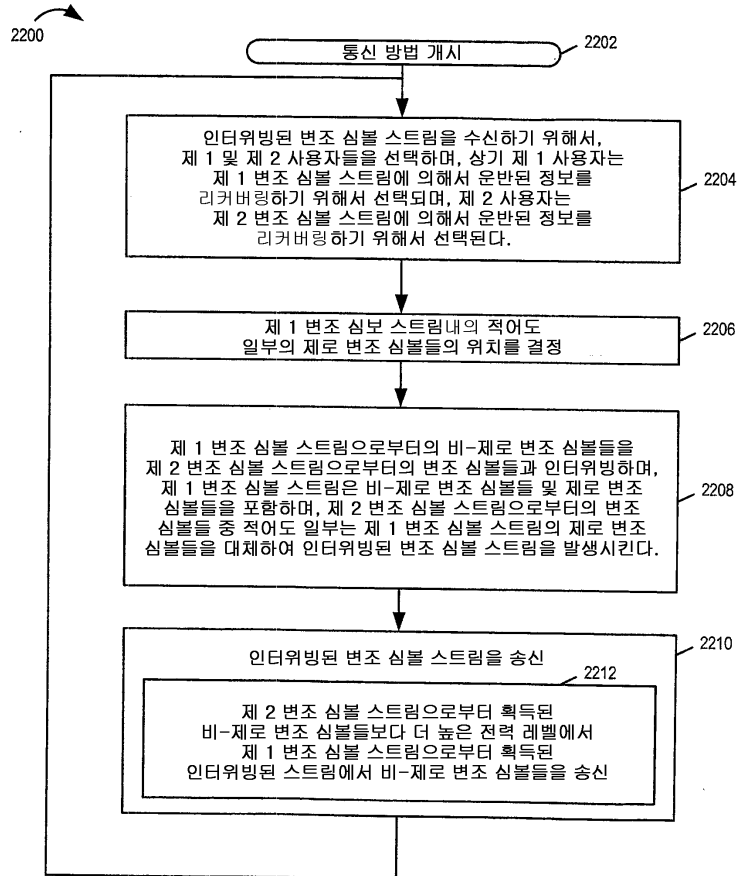 2200
통신 방법 개시
2202
인터위빙된 변조 심볼 스트림을 수신하기 위해서,
제 1 및 제 2 사용자들을 선택하며, 상기 제 1 사용자는
제 1 변조 심볼 스트림에 의해서 운반된 정보를
리커버링하기 위해서 선택되며, 제 2 사용자는
제 2 변조 심볼 스트림에 의해서 운반된 정보를
리커버링하기 위해서 선택된다.
2204
제 1 변조 심보 스트림내의 적어도
일부의 제로 변조 심볼들의 위치를 결정
2206
제 1 변조 심볼 스트림으로부터의 비-제로 변조 심볼들을
제 2 변조 심볼 스트림으로부터의 변조 심볼들과 인터위빙하며,
제 1 변조 심볼 스트림은 비-제로 변조 심볼들 및 제로 변조
심볼들을 포함하며, 제 2 변조 심볼 스트림으로부터의 변조
심볼들 중 적어도 일부는 제 1 변조 심볼 스트림의 제로 변조
심볼들을 대체하여 인터위빙된 변조 심볼 스트림을 발생시킨다.
2208
인터위빙된 변조 심볼 스트림을 송신
2210
2212
제 2 변조 심볼 스트림으로부터 획득된
비-제로 변조 심볼들보다 더 높은 전력 레벨에서
제 1 변조 심볼 스트림으로부터 획득된
인터위빙된 스트림에서 비-제로 변조 심볼들을 송신